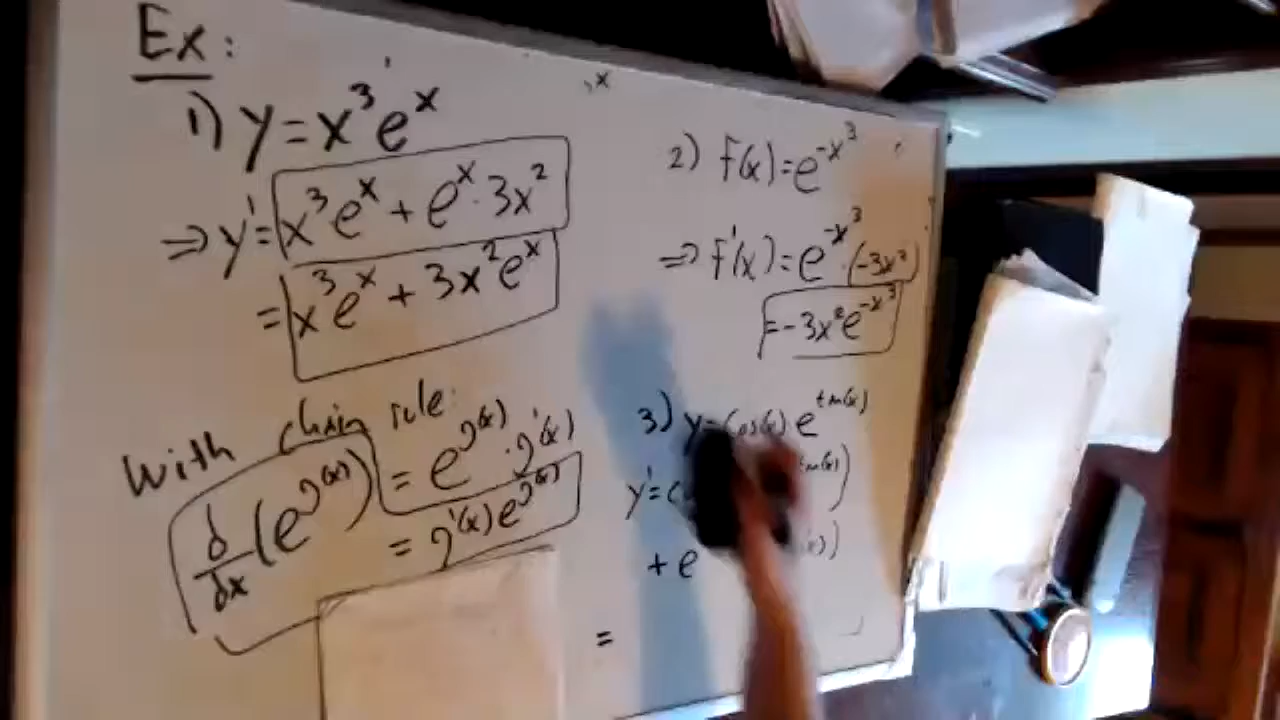 Ex:
1) y = x³eˣ
⇒ y' = x³eˣ + eˣ · 3x²
= x³eˣ + 3x²eˣ
With chain rule:
d/dx (e^g(x)) = e^g(x) · g'(x)
= g'(x) e^g(x)
2) f(x) = e^-x³
⇒ f'(x) = e^-x³ · (-3x²)
= -3x²e^-x³
3) y = cos(x) e^tan(x)
y' =
+ e
=